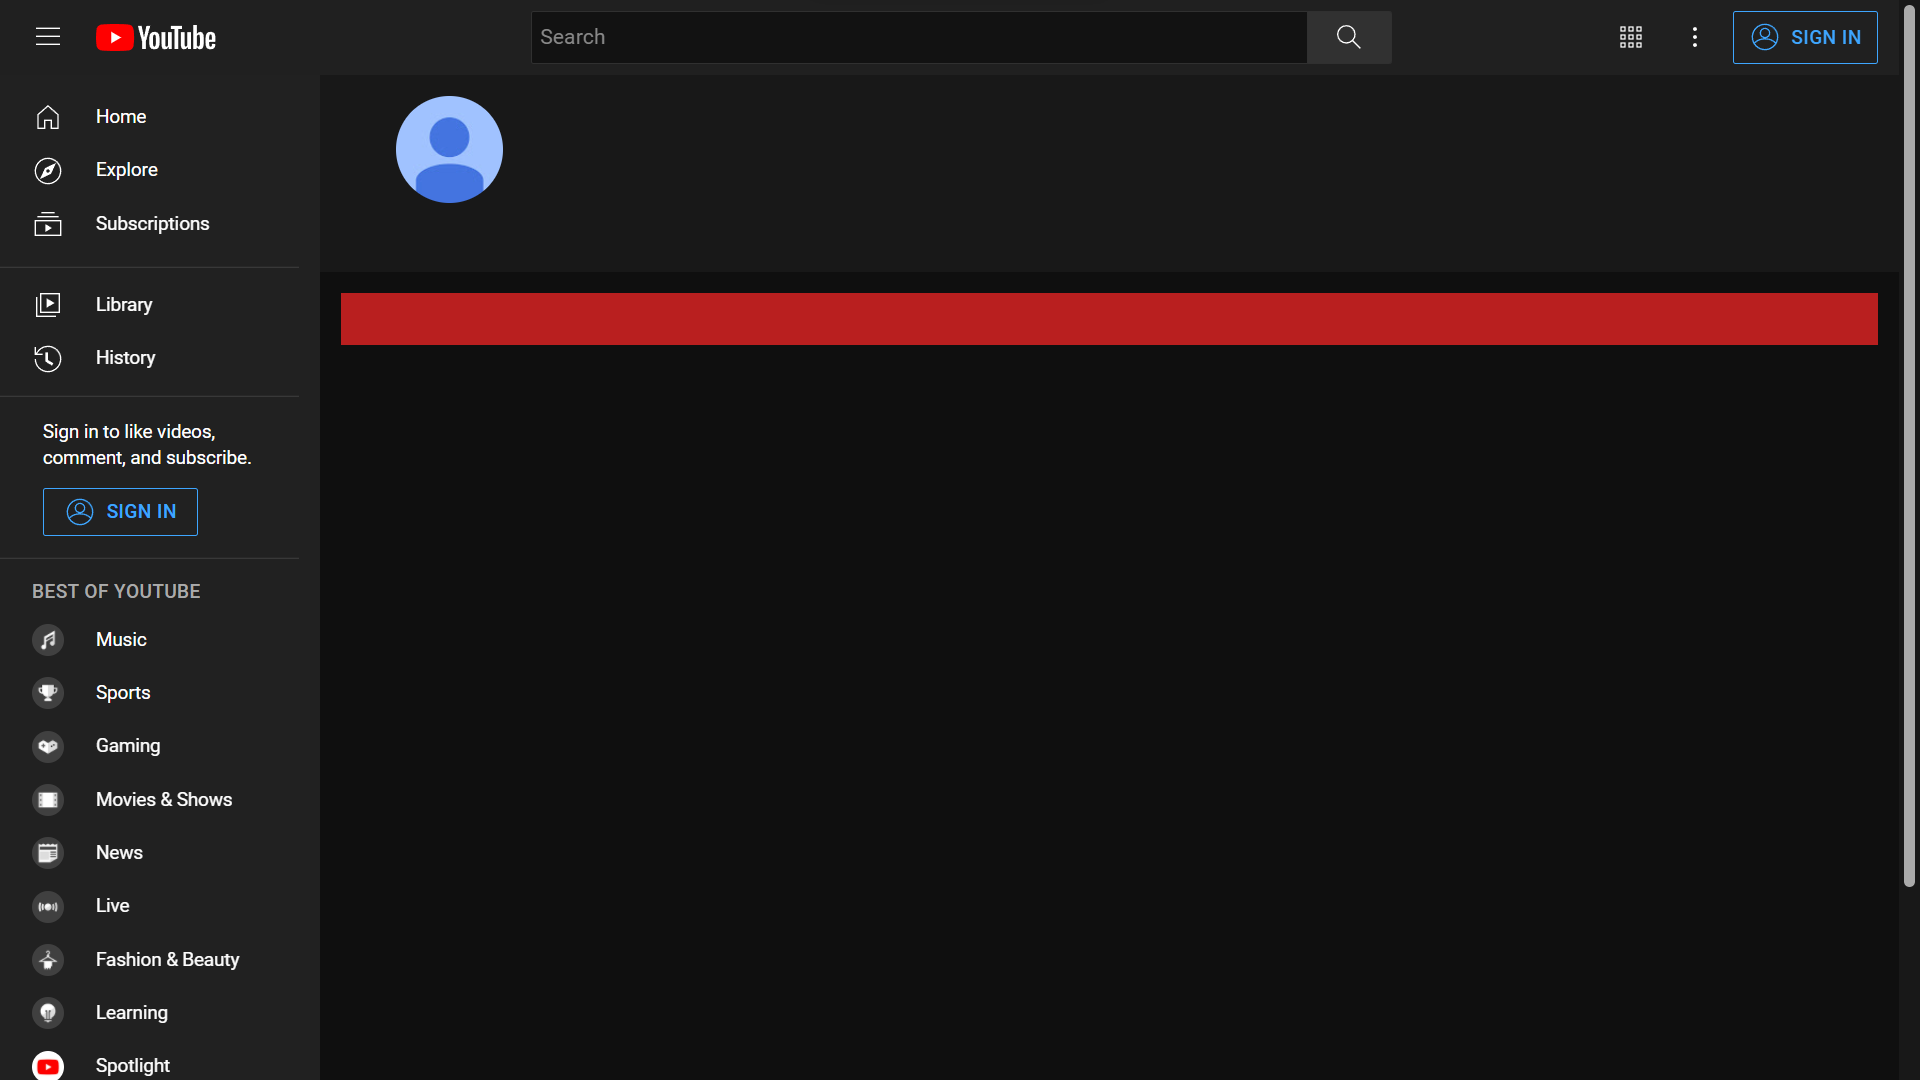 YouTube
Search
SIGN IN
Home
Explore
Subscriptions
Library
History
Sign in to like videos,
comment, and subscribe.
SIGN IN
BEST OF YOUTUBE
Music
Sports
Gaming
Movies & Shows
News
Live
Fashion & Beauty
Learning
Spotlight